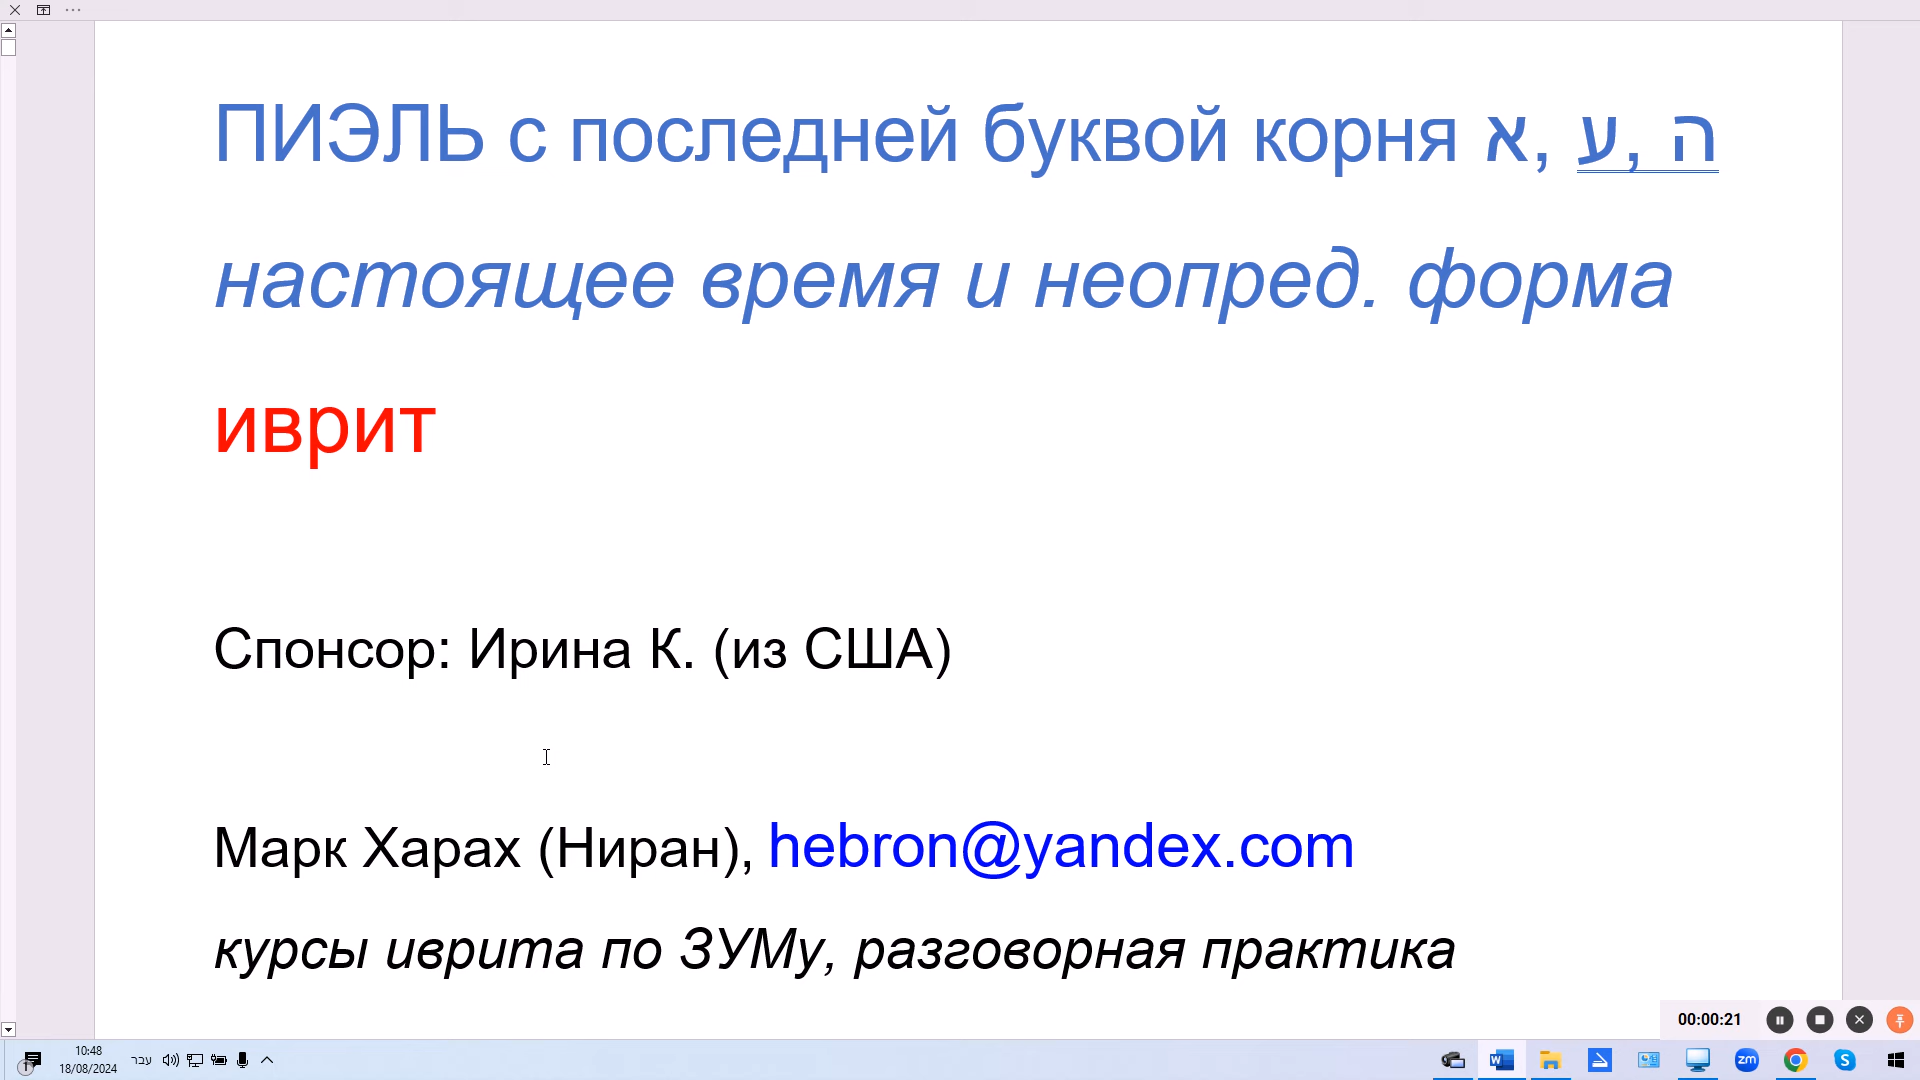 ПИЭЛЬ с последней буквой корня א, ע, ה
настоящее время и неопред. форма
иврит
Спонсор: Ирина К. (из США)
Марк Харах (Ниран), hebron@yandex.com
курсы иврита по ЗУМу, разговорная практика
00:00:21
10:48
18/08/2024
עבר